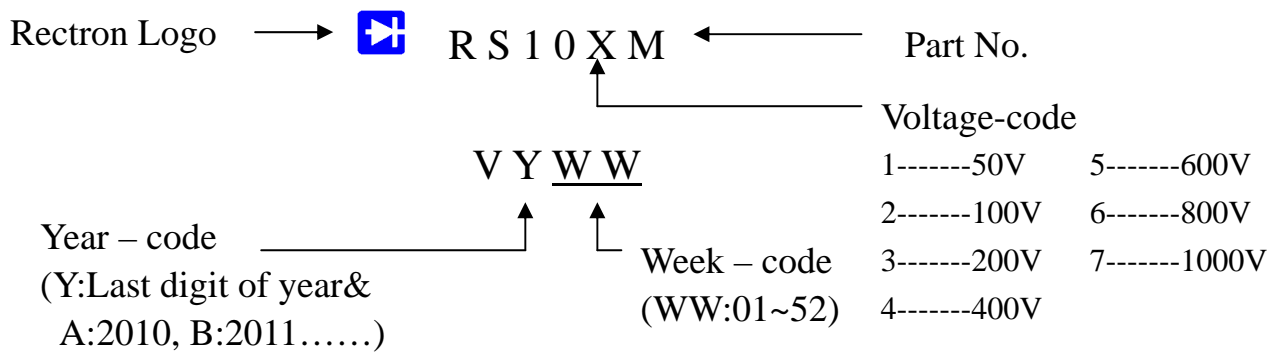 Rectron Logo
R S 1 0 X M
Part No.
Voltage-code
1-------50V 5-------600V
2-------100V 6-------800V
3-------200V 7-------1000V
4-------400V
V Y W W
Year – code
(Y:Last digit of year&
A:2010, B:2011……)
Week – code
(WW:01~52)